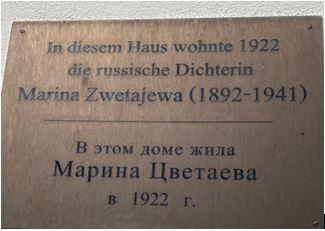 In diesem Haus wohnte 1922
die russische Dichterin
Marina Zwetajewa (1892-1941)
В этом доме жила
Марина Цветаева
в 1922 г.